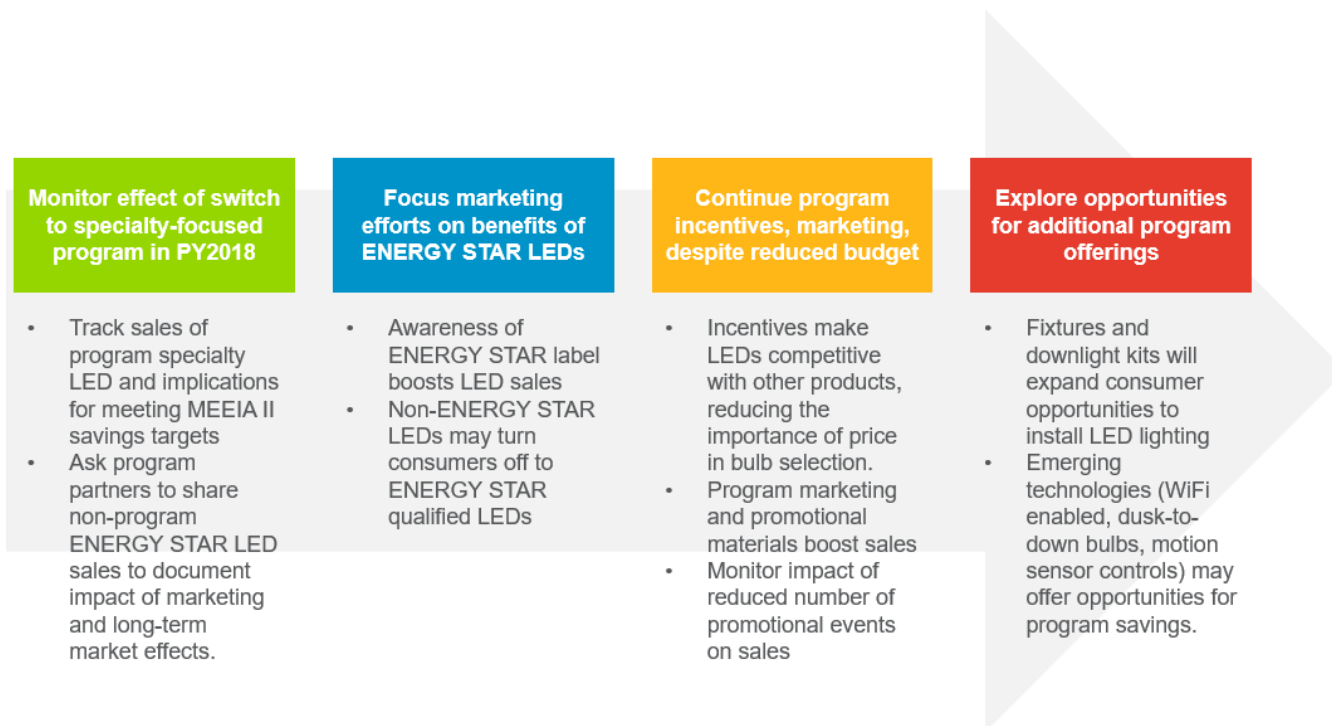 Monitor effect of switch
to specialty-focused
program in PY2018
• Track sales of
program specialty
LED and implications
for meeting MEEIA II
savings targets
• Ask program
partners to share
non-program
ENERGY STAR LED
sales to document
impact of marketing
and long-term
market effects.
Focus marketing
efforts on benefits of
ENERGY STAR LEDs
• Awareness of
ENERGY STAR label
boosts LED sales
• Non-ENERGY STAR
LEDs may turn
consumers off to
ENERGY STAR
qualified LEDs
Continue program
incentives, marketing,
despite reduced budget
• Incentives make
LEDs competitive
with other products,
reducing the
importance of price
in bulb selection.
• Program marketing
and promotional
materials boost sales
• Monitor impact of
reduced number of
promotional events
on sales
Explore opportunities
for additional program
offerings
• Fixtures and
downlight kits will
expand consumer
opportunities to
install LED lighting
• Emerging
technologies (WiFi
enabled, dusk-to-
down bulbs, motion
sensor controls) may
offer opportunities for
program savings.